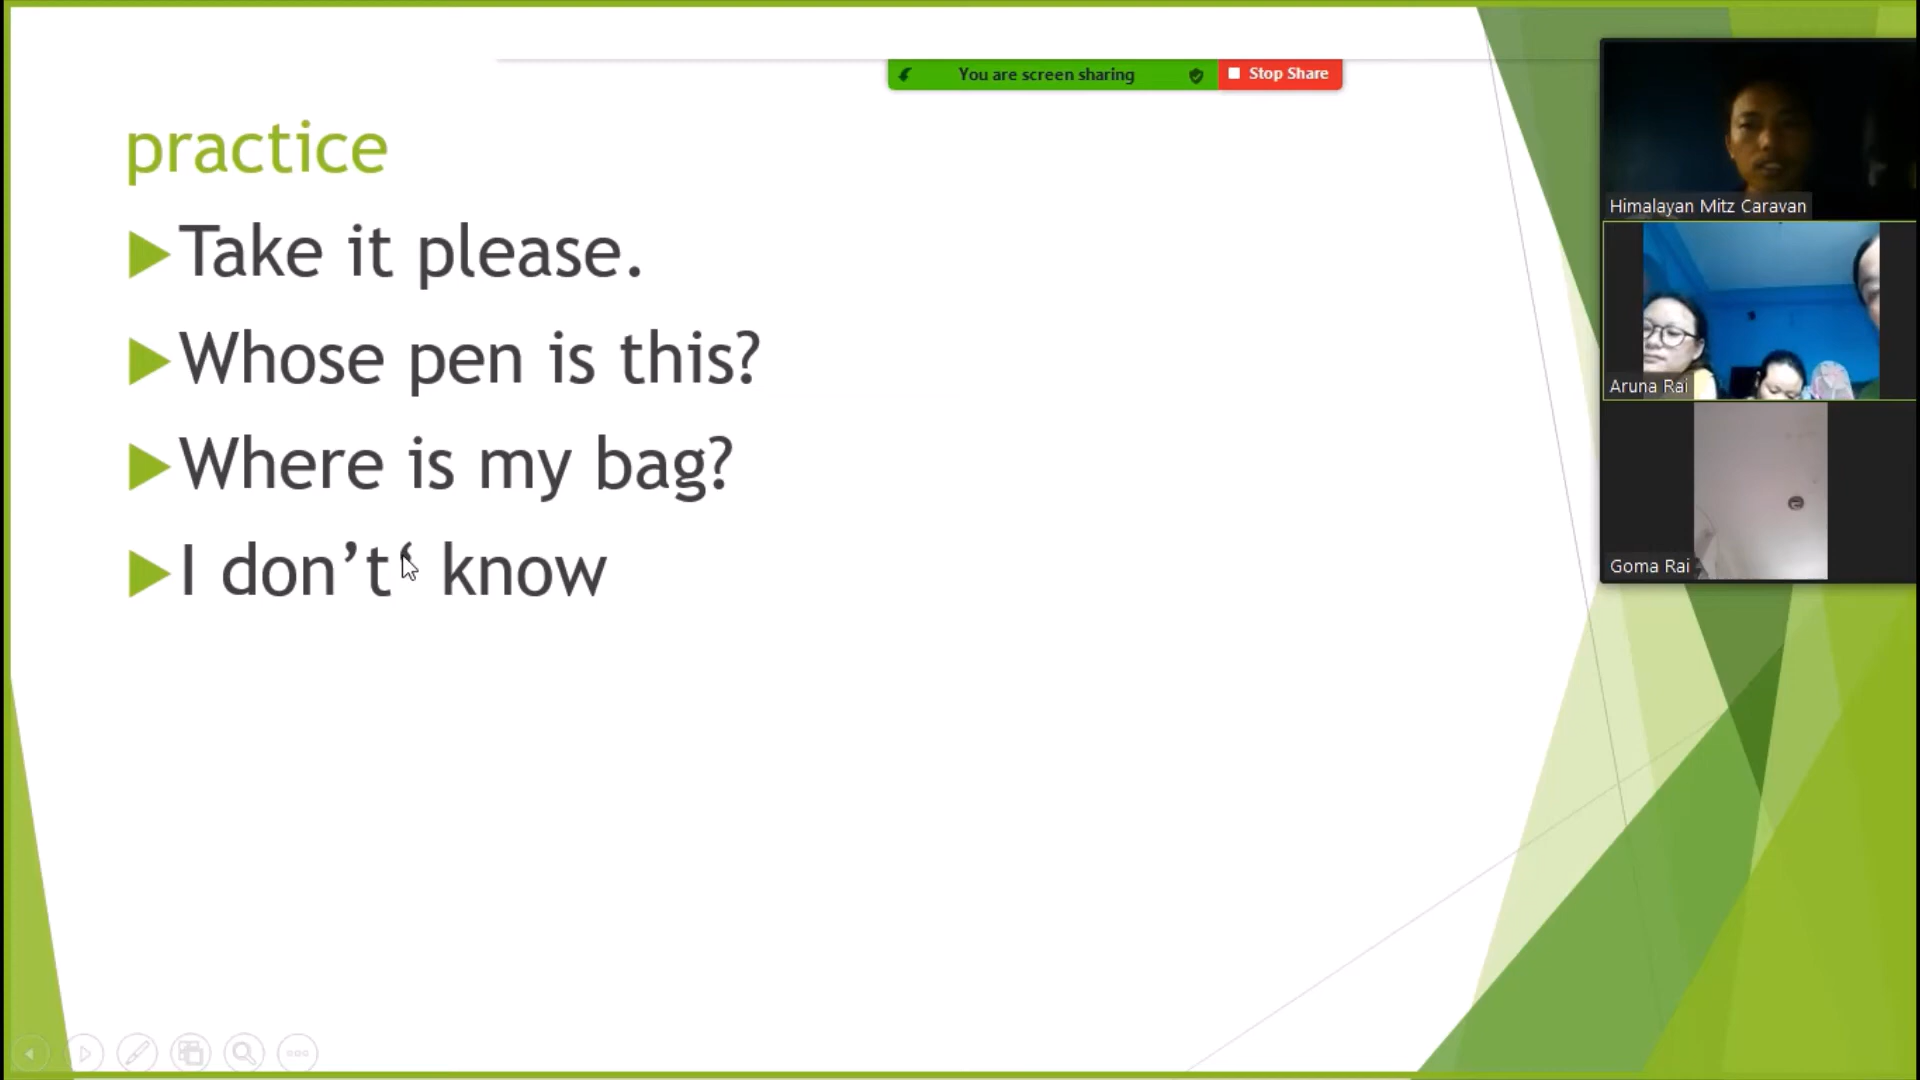 You are screen sharing
Stop Share
practice
Take it please.
Whose pen is this?
Where is my bag?
I don’t‘ know
Himalayan Mitz Caravan
Aruna Rai
Goma Rai